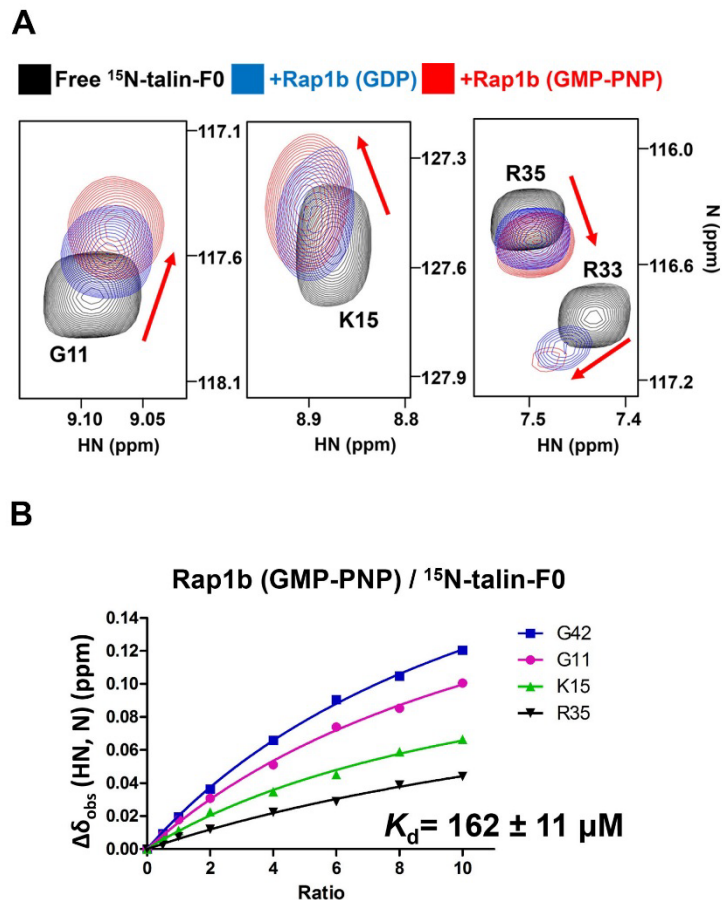 A
Free ¹⁵N-talin-F0 +Rap1b (GDP) +Rap1b (GMP-PNP)
117.1
117.6
118.1
G11
9.10 9.05
HN (ppm)
127.3
127.6
127.9
K15
8.9 8.8
HN (ppm)
116.0
116.6
117.2
R35
R33
7.5 7.4
HN (ppm)
N (ppm)
B
Rap1b (GMP-PNP) / ¹⁵N-talin-F0
Δδobs (HN, N) (ppm)
0.14
0.12
0.10
0.08
0.06
0.04
0.02
0.00
0 2 4 6 8 10
Ratio
G42
G11
K15
R35
Kd= 162 ± 11 µM